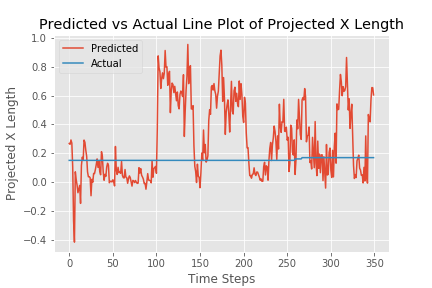 Predicted vs Actual Line Plot of Projected X Length
Predicted
Actual
1.0
0.8
0.6
0.4
0.2
0.0
−0.2
−0.4
Projected X Length
0 50 100 150 200 250 300 350
Time Steps